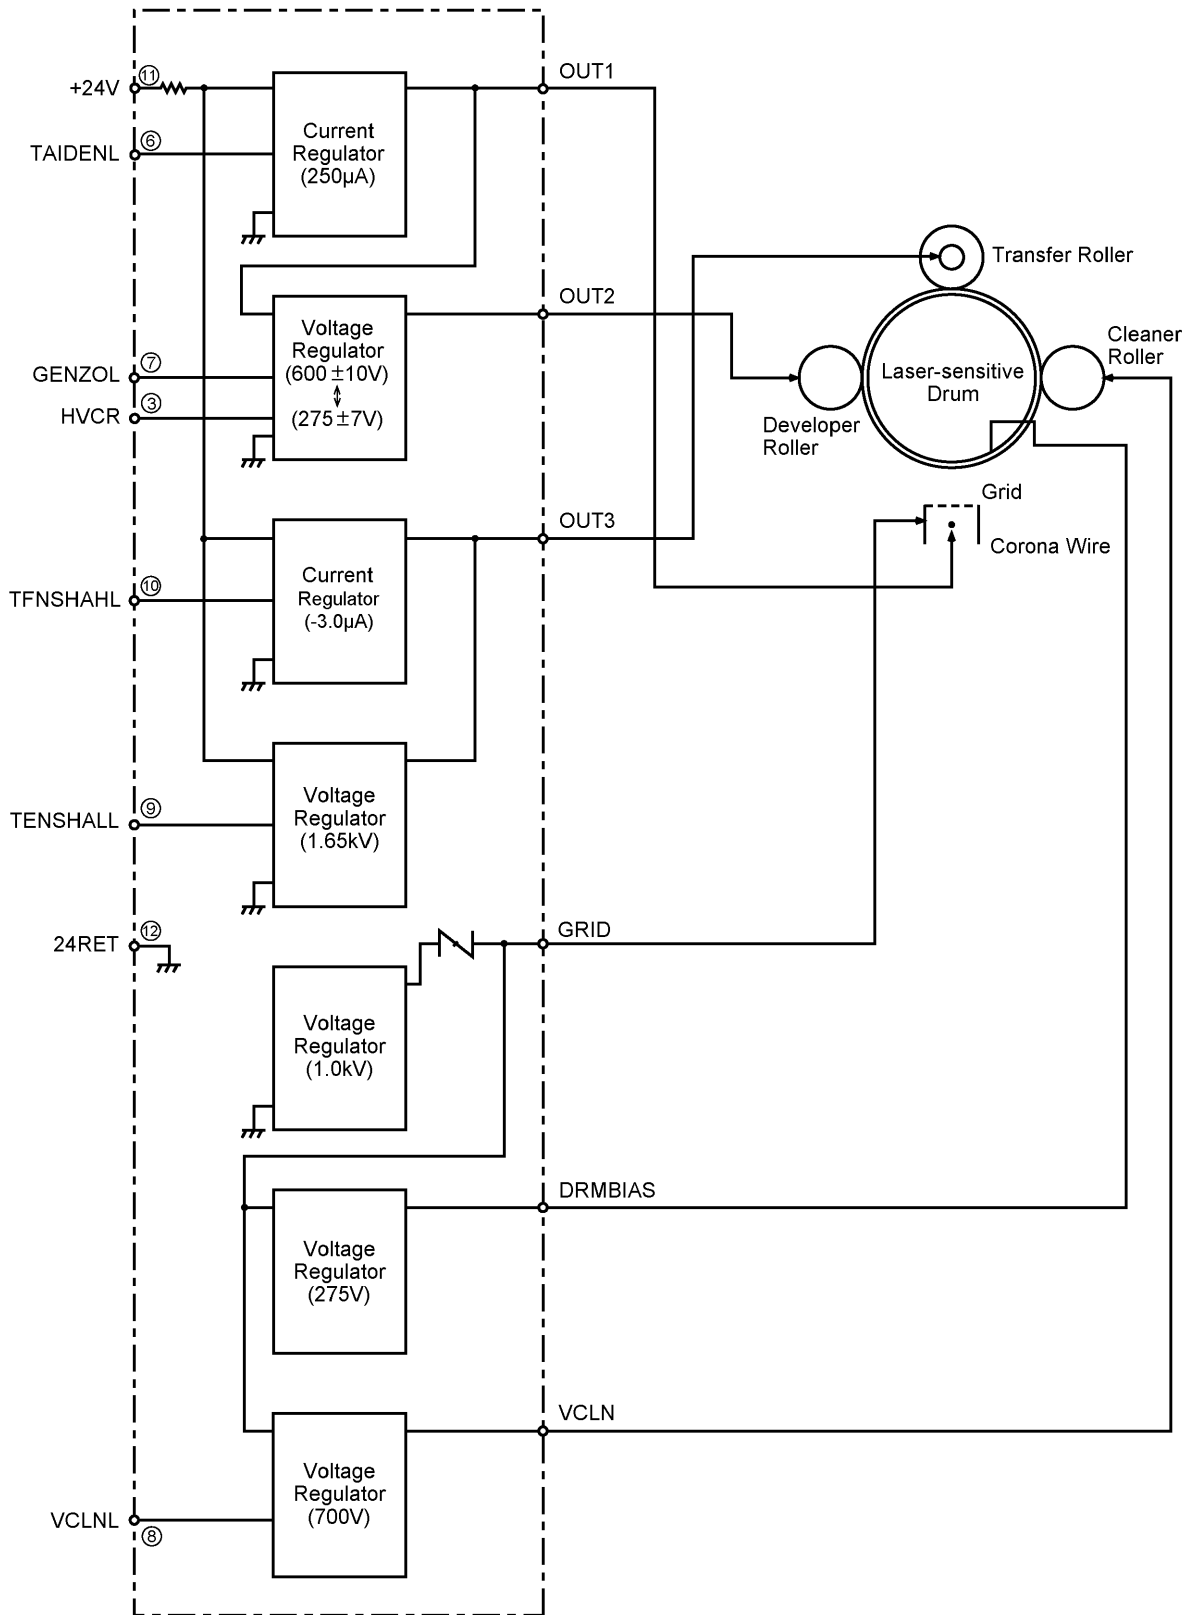 +24V
⑪
TAIDENL
⑥
Current
Regulator
(250µA)
OUT1
GENZOL
⑦
HVCR
③
Voltage
Regulator
(600 ±10V)
(275±7V)
OUT2
Transfer Roller
Cleaner
Roller
Laser-sensitive
Drum
Developer
Roller
Grid
Corona Wire
TFNSHAHL
⑩
Current
Regulator
(-3.0µA)
OUT3
TENSHALL
⑨
Voltage
Regulator
(1.65kV)
24RET
⑫
GRID
Voltage
Regulator
(1.0kV)
DRMBIAS
Voltage
Regulator
(275V)
VCLN
Voltage
Regulator
(700V)
VCLNL
⑧